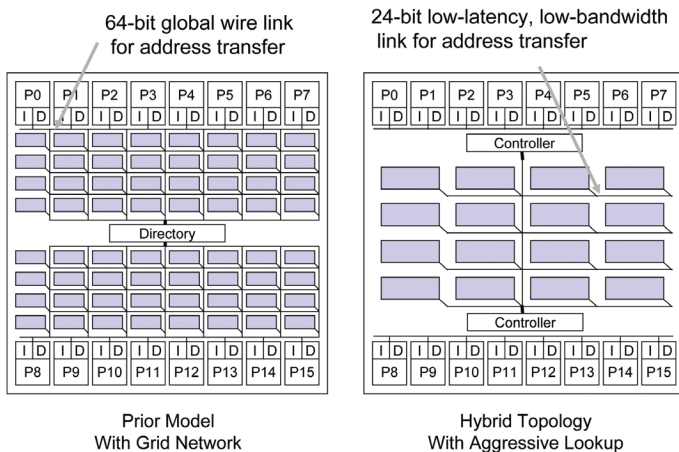 64-bit global wire link
for address transfer
24-bit low-latency, low-bandwidth
link for address transfer
P0 P1 P2 P3 P4 P5 P6 P7
I D I D I D I D I D I D I D I D
Directory
I D I D I D I D I D I D I D I D
P8 P9 P10 P11 P12 P13 P14 P15
Prior Model
With Grid Network
P0 P1 P2 P3 P4 P5 P6 P7
I D I D I D I D I D I D I D I D
Controller
Controller
I D I D I D I D I D I D I D I D
P8 P9 P10 P11 P12 P13 P14 P15
Hybrid Topology
With Aggressive Lookup